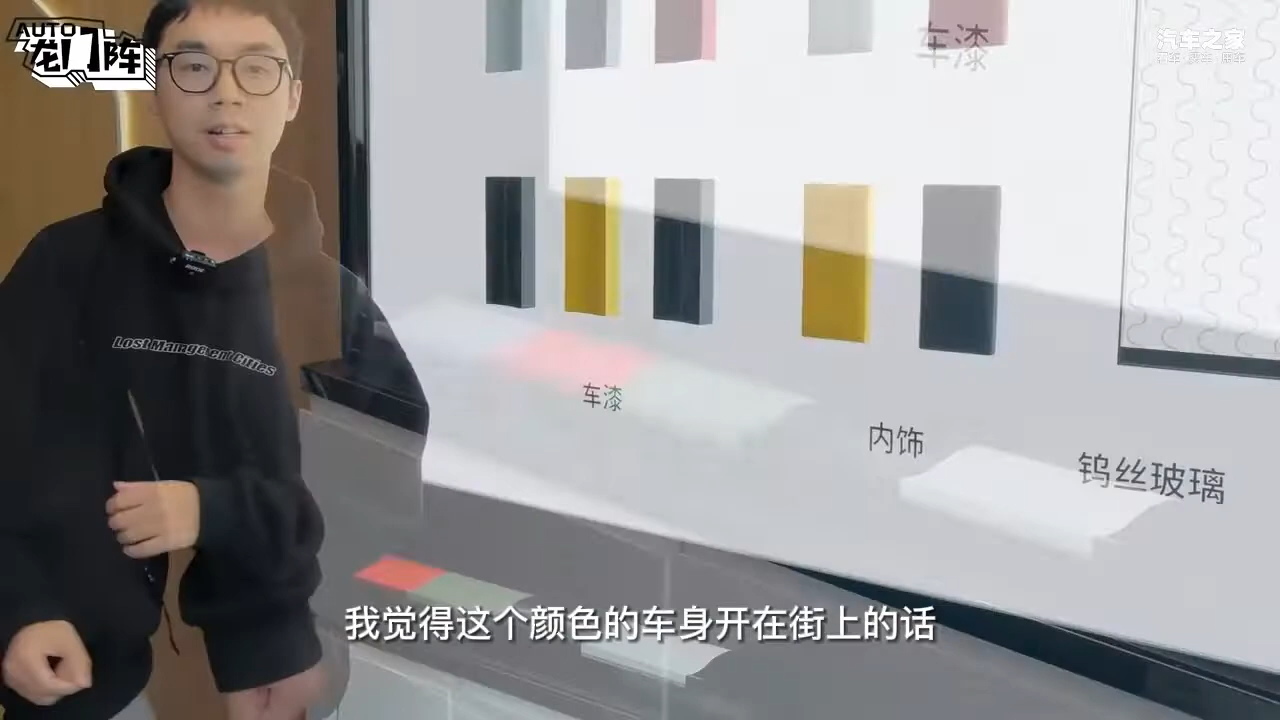 AUTO
龙门阵
汽车之家
车漆
Lost Management Cities
车漆
内饰
钨丝玻璃
我觉得这个颜色的车身开在街上的话